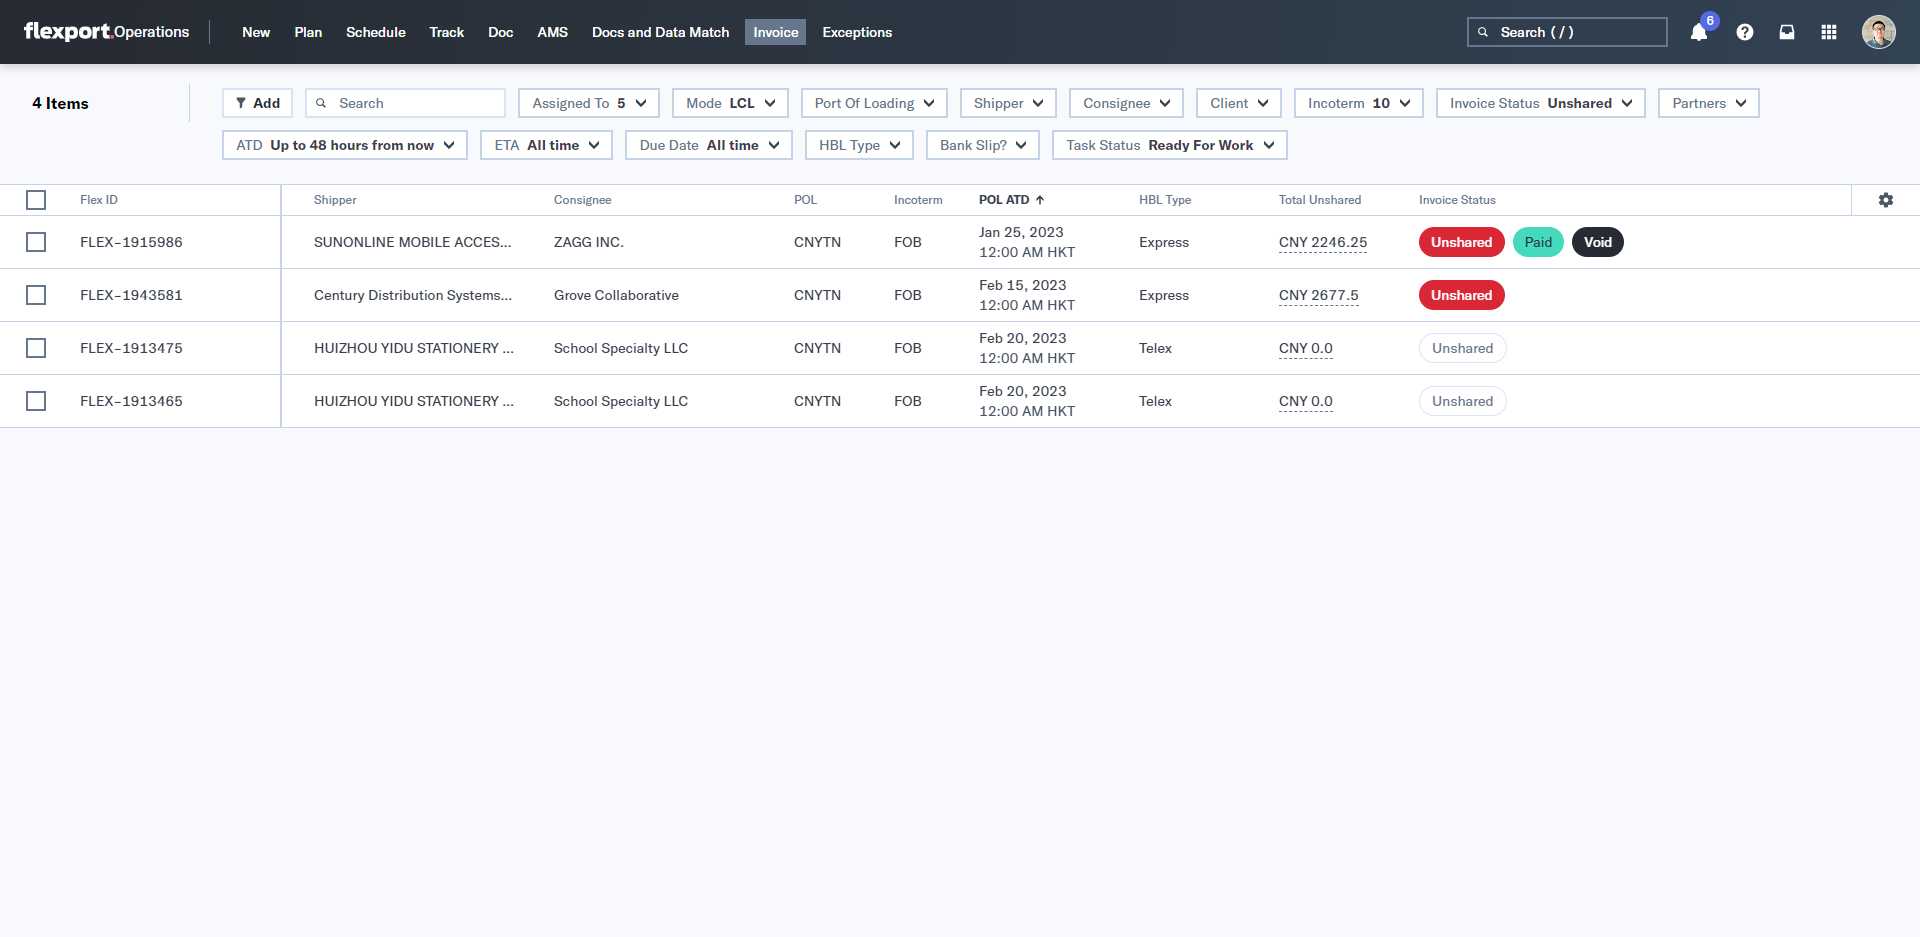 flexport. Operations New Plan Schedule Track Doc AMS Docs and Data Match Invoice Exceptions Search ( / ) 6
4 Items Add Search Assigned To 5 Mode LCL Port Of Loading Shipper Consignee Client Incoterm 10 Invoice Status Unshared Partners
ATD Up to 48 hours from now ETA All time Due Date All time HBL Type Bank Slip? Task Status Ready For Work
Flex ID Shipper Consignee POL Incoterm POL ATD HBL Type Total Unshared Invoice Status
FLEX-1915986 SUNONLINE MOBILE ACCES... ZAGG INC. CNYTN FOB Jan 25, 2023 12:00 AM HKT Express CNY 2246.25 Unshared Paid Void
FLEX-1943581 Century Distribution Systems... Grove Collaborative CNYTN FOB Feb 15, 2023 12:00 AM HKT Express CNY 2677.5 Unshared
FLEX-1913475 HUIZHOU YIDU STATIONERY ... School Specialty LLC CNYTN FOB Feb 20, 2023 12:00 AM HKT Telex CNY 0.0 Unshared
FLEX-1913465 HUIZHOU YIDU STATIONERY ... School Specialty LLC CNYTN FOB Feb 20, 2023 12:00 AM HKT Telex CNY 0.0 Unshared